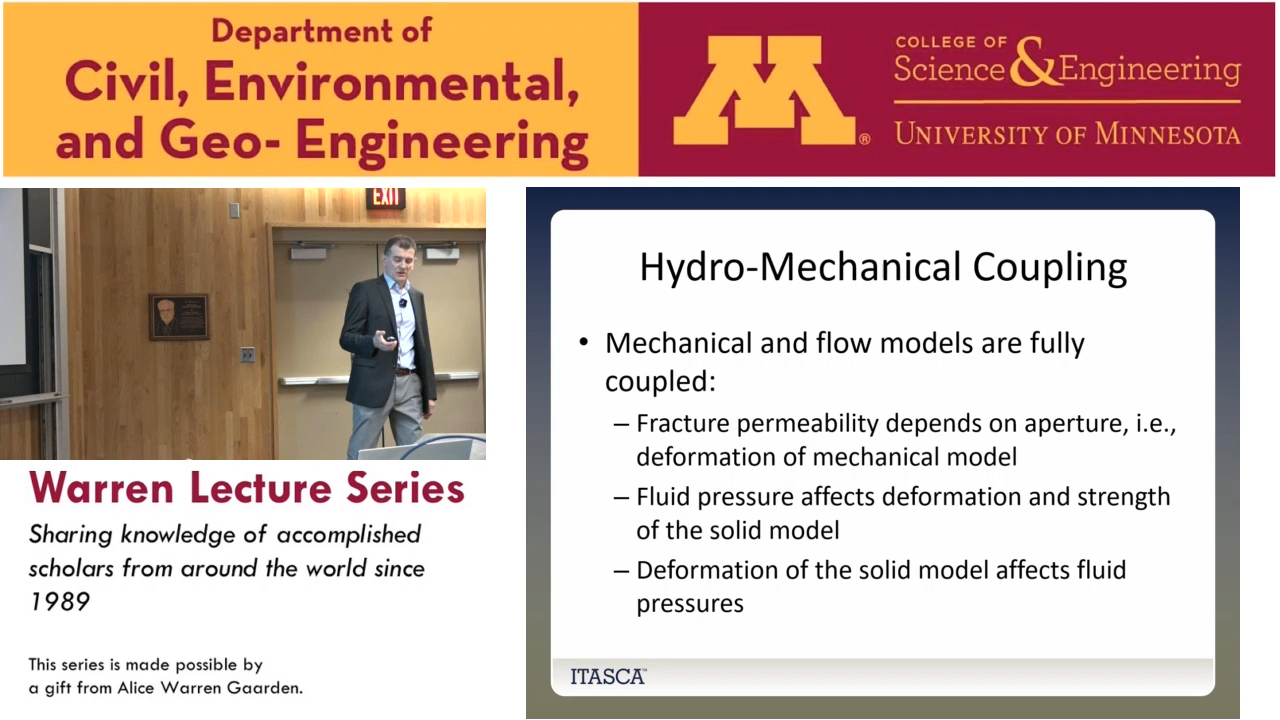 Department of
Civil, Environmental,
and Geo- Engineering
®
COLLEGE OF
Science & Engineering
UNIVERSITY OF MINNESOTA
EXIT
Warren Lecture Series
Sharing knowledge of accomplished
scholars from around the world since
1989
This series is made possible by
a gift from Alice Warren Gaarden.
Hydro-Mechanical Coupling
• Mechanical and flow models are fully
coupled:
– Fracture permeability depends on aperture, i.e.,
deformation of mechanical model
– Fluid pressure affects deformation and strength
of the solid model
– Deformation of the solid model affects fluid
pressures
ITASCA™